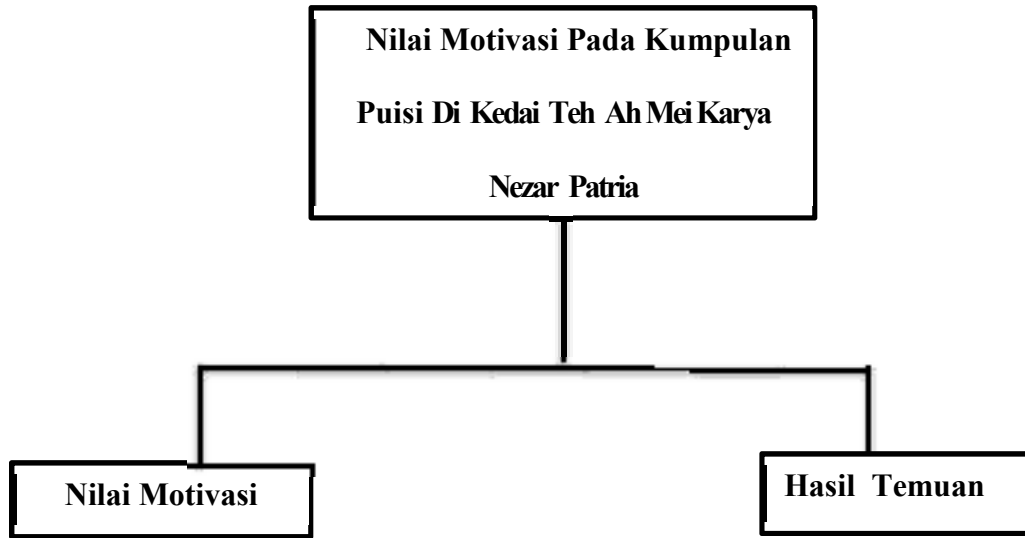 Nilai Motivasi Pada Kumpulan
Puisi Di Kedai Teh Ah Mei Karya
Nezar Patria
Nilai Motivasi
Hasil Temuan